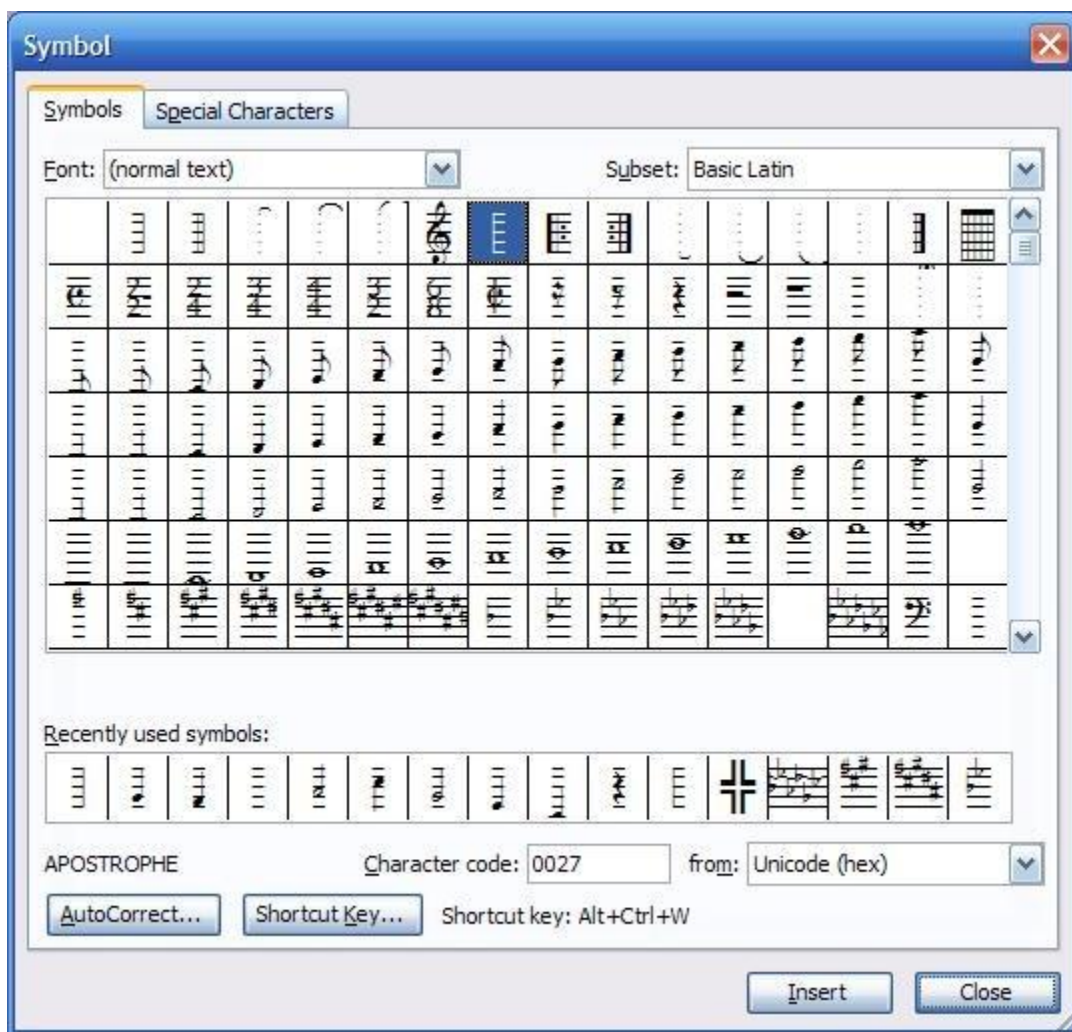 Symbol
Symbols Special Characters
Font: (normal text) Subset: Basic Latin
Recently used symbols:
APOSTROPHE Character code: 0027 from: Unicode (hex)
AutoCorrect... Shortcut Key... Shortcut key: Alt+Ctrl+W
Insert Close